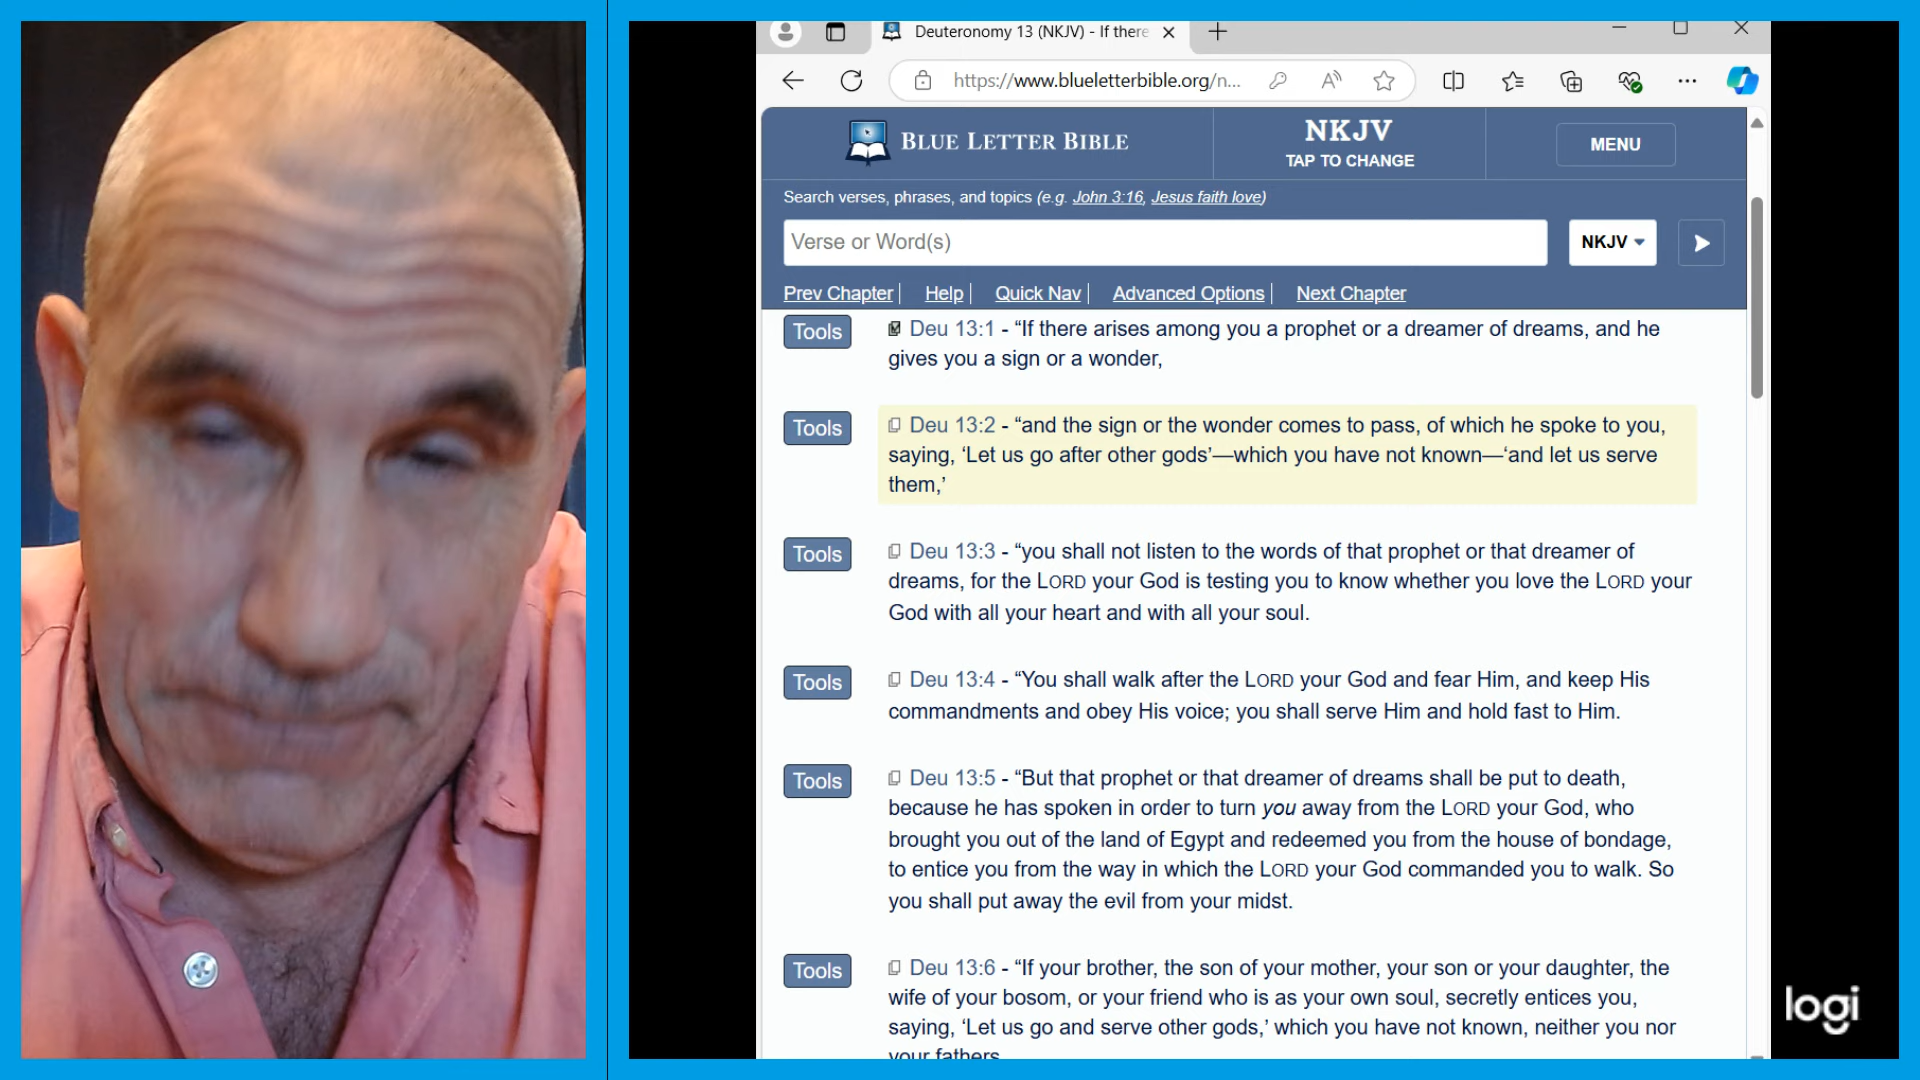 Deuteronomy 13 (NKJV) - If there
https://www.blueletterbible.org/n...
BLUE LETTER BIBLE
NKJV
TAP TO CHANGE
MENU
Search verses, phrases, and topics (e.g. John 3:16, Jesus faith love)
Verse or Word(s)
NKJV
Prev Chapter| Help| Quick Nav| Advanced Options| Next Chapter
Tools
Deu 13:1 - “If there arises among you a prophet or a dreamer of dreams, and he
gives you a sign or a wonder,
Tools
Deu 13:2 - “and the sign or the wonder comes to pass, of which he spoke to you,
saying, ‘Let us go after other gods’—which you have not known—‘and let us serve
them,’
Tools
Deu 13:3 - “you shall not listen to the words of that prophet or that dreamer of
dreams, for the LORD your God is testing you to know whether you love the LORD your
God with all your heart and with all your soul.
Tools
Deu 13:4 - “You shall walk after the LORD your God and fear Him, and keep His
commandments and obey His voice; you shall serve Him and hold fast to Him.
Tools
Deu 13:5 - “But that prophet or that dreamer of dreams shall be put to death,
because he has spoken in order to turn you away from the LORD your God, who
brought you out of the land of Egypt and redeemed you from the house of bondage,
to entice you from the way in which the LORD your God commanded you to walk. So
you shall put away the evil from your midst.
Tools
Deu 13:6 - “If your brother, the son of your mother, your son or your daughter, the
wife of your bosom, or your friend who is as your own soul, secretly entices you,
saying, ‘Let us go and serve other gods,’ which you have not known, neither you nor
your fathers
logi